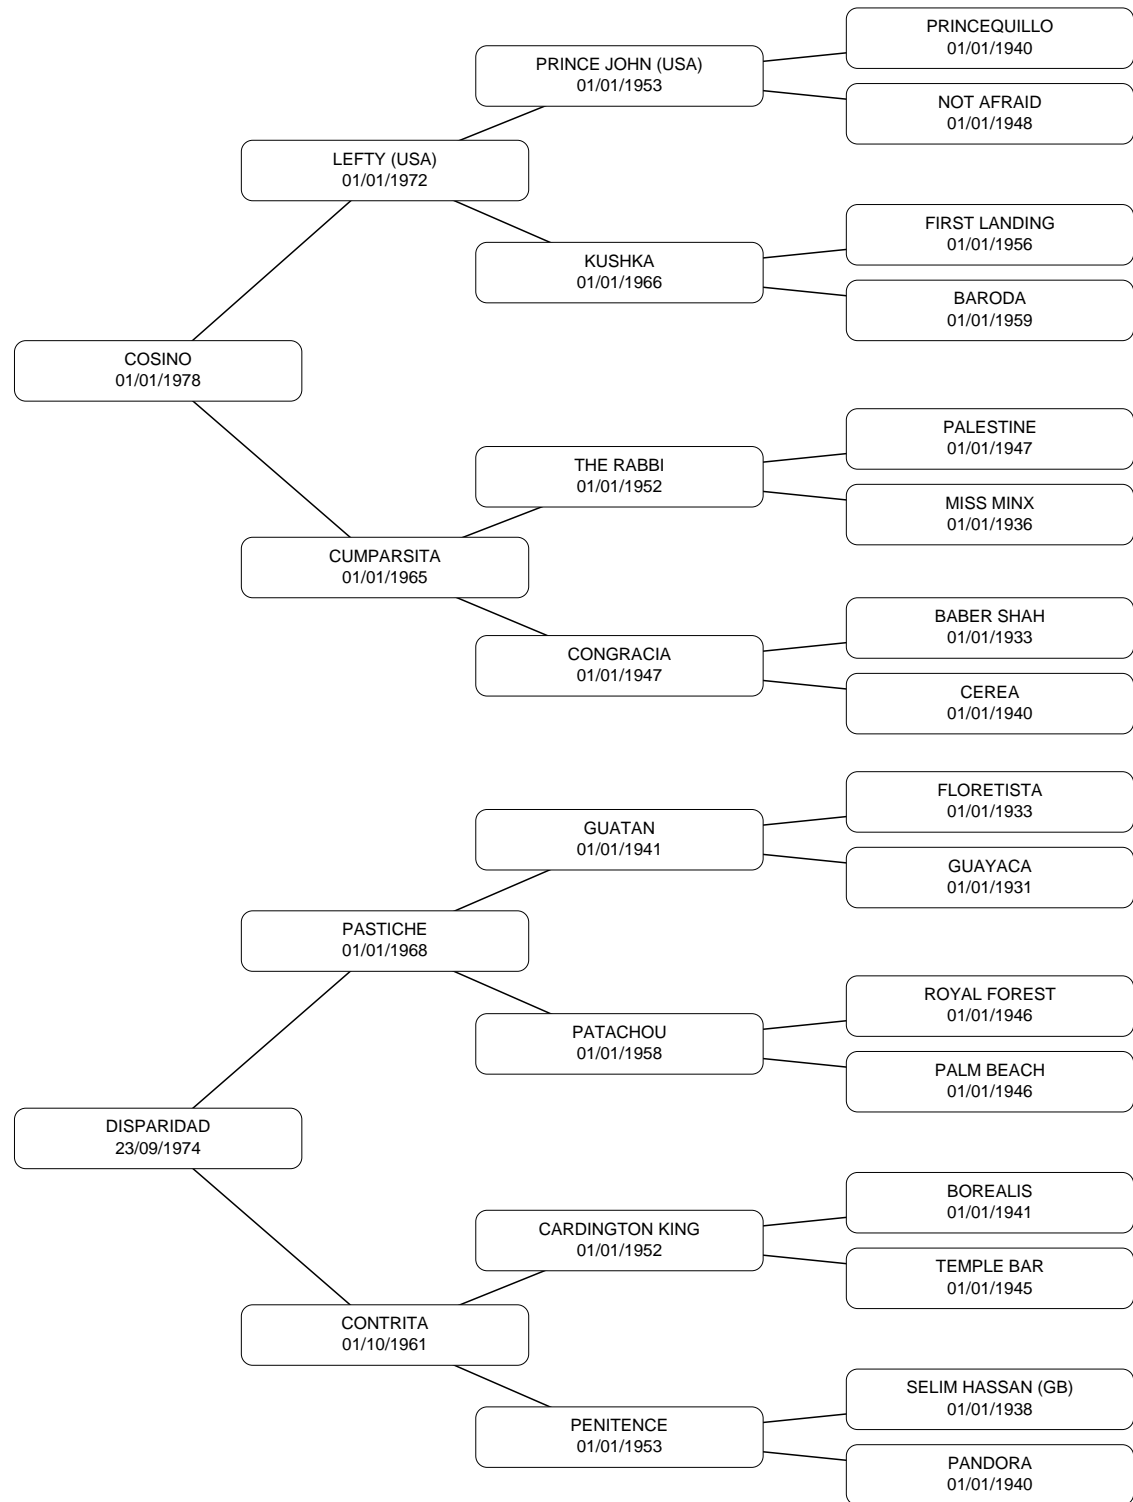 PRINCEQUILLO
01/01/1940
PRINCE JOHN (USA)
01/01/1953
NOT AFRAID
01/01/1948
LEFTY (USA)
01/01/1972
FIRST LANDING
01/01/1956
KUSHKA
01/01/1966
BARODA
01/01/1959
COSINO
01/01/1978
PALESTINE
01/01/1947
THE RABBI
01/01/1952
MISS MINX
01/01/1936
CUMPARSITA
01/01/1965
BABER SHAH
01/01/1933
CONGRACIA
01/01/1947
CEREA
01/01/1940
FLORETISTA
01/01/1933
GUATAN
01/01/1941
GUAYACA
01/01/1931
PASTICHE
01/01/1968
ROYAL FOREST
01/01/1946
PATACHOU
01/01/1958
PALM BEACH
01/01/1946
DISPARIDAD
23/09/1974
BOREALIS
01/01/1941
CARDINGTON KING
01/01/1952
TEMPLE BAR
01/01/1945
CONTRITA
01/10/1961
SELIM HASSAN (GB)
01/01/1938
PENITENCE
01/01/1953
PANDORA
01/01/1940